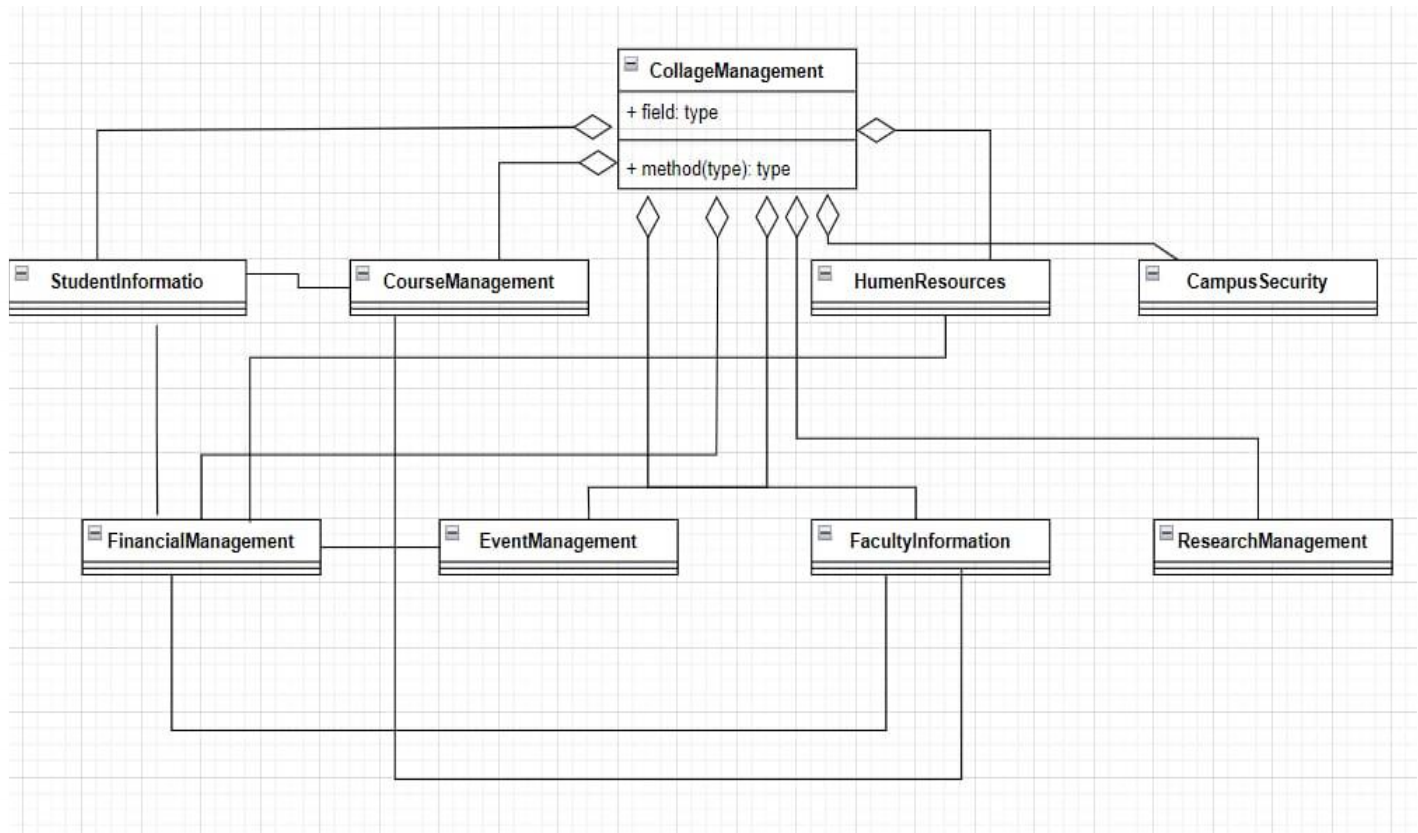 CollageManagement
+ field: type
+ method(type): type
StudentInformatio
CourseManagement
HumenResources
CampusSecurity
FinancialManagement
EventManagement
FacultyInformation
ResearchManagement